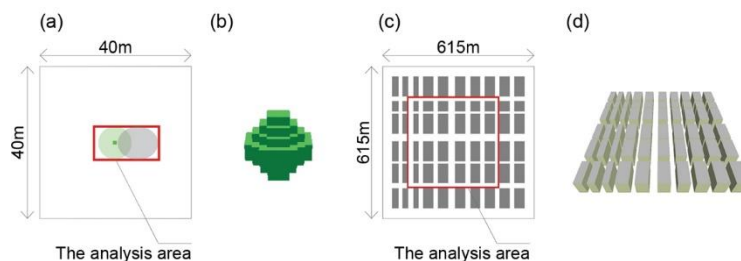 (a)
40m
40m
The analysis area
(b)
(c)
615m
615m
The analysis area
(d)